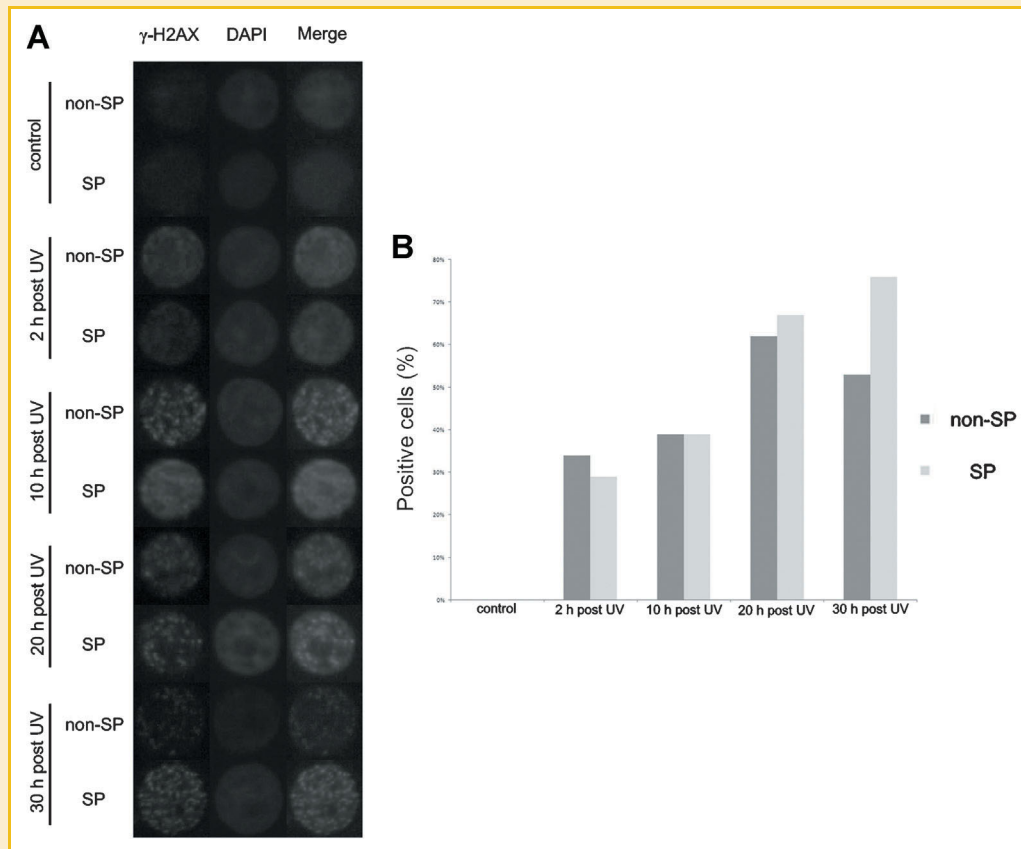 A
γ-H2AX DAPI Merge
control
non-SP
SP
2 h post UV
non-SP
SP
10 h post UV
non-SP
SP
20 h post UV
non-SP
SP
30 h post UV
non-SP
SP
B
Positive cells (%)
80%
70%
60%
50%
40%
30%
20%
10%
0%
control 2 h post UV 10 h post UV 20 h post UV 30 h post UV
non-SP
SP